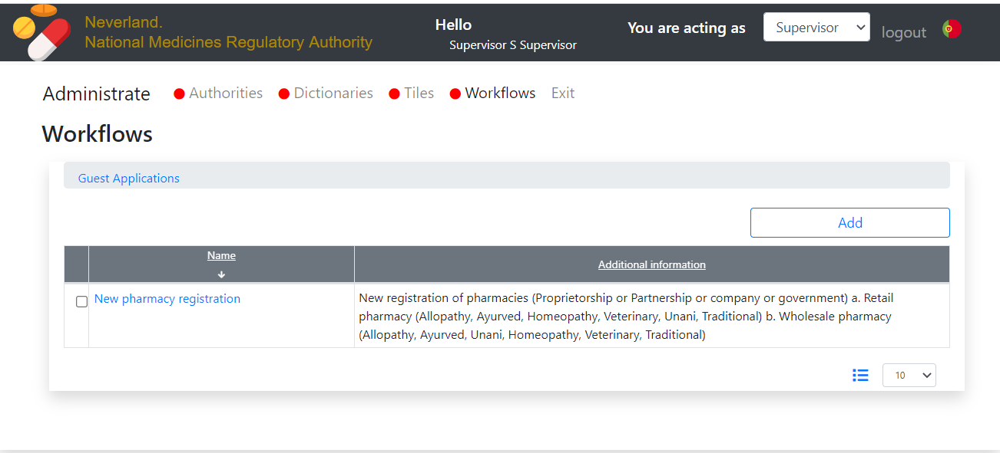 Neverland.
National Medicines Regulatory Authority
Hello
Supervisor S Supervisor
You are acting as
Supervisor
logout
Administrate
Authorities
Dictionaries
Tiles
Workflows
Exit
Workflows
Guest Applications
Add
Name
Additional information
New pharmacy registration
New registration of pharmacies (Proprietorship or Partnership or company or government) a. Retail
pharmacy (Allopathy, Ayurved, Homeopathy, Veterinary, Unani, Traditional) b. Wholesale pharmacy
(Allopathy, Ayurved, Unani, Homeopathy, Veterinary, Traditional)
10